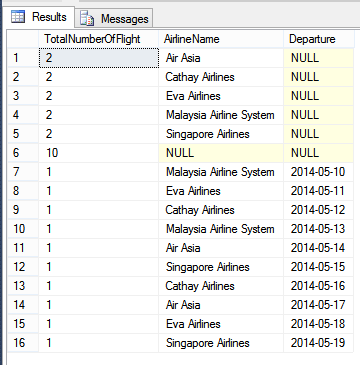 Results Messages
TotalNumberOfFlight AirlineName Departure
1 2 Air Asia NULL
2 2 Cathay Airlines NULL
3 2 Eva Airlines NULL
4 2 Malaysia Airline System NULL
5 2 Singapore Airlines NULL
6 10 NULL NULL
7 1 Malaysia Airline System 2014-05-10
8 1 Eva Airlines 2014-05-11
9 1 Cathay Airlines 2014-05-12
10 1 Malaysia Airline System 2014-05-13
11 1 Air Asia 2014-05-14
12 1 Singapore Airlines 2014-05-15
13 1 Cathay Airlines 2014-05-16
14 1 Air Asia 2014-05-17
15 1 Eva Airlines 2014-05-18
16 1 Singapore Airlines 2014-05-19